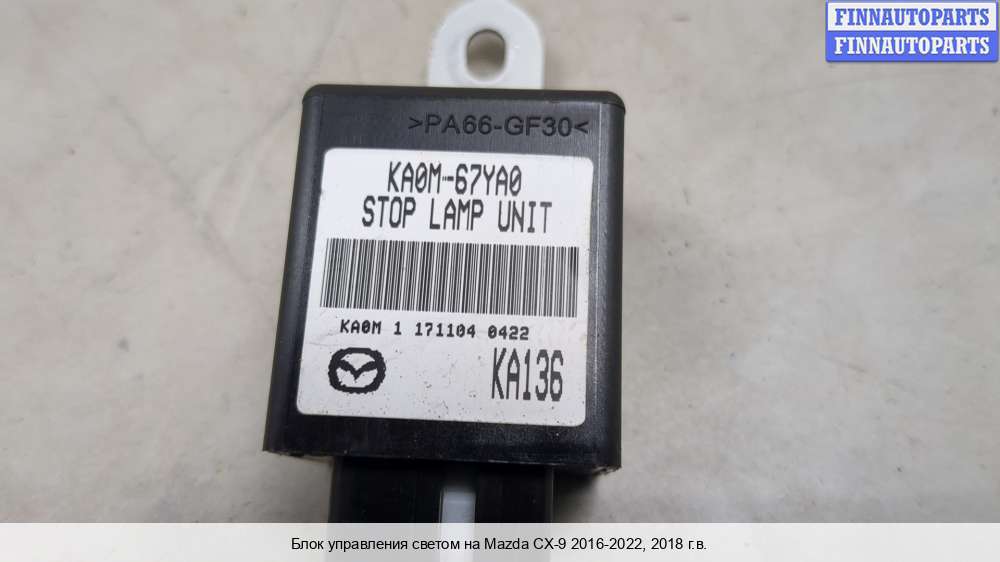 FINNAUTOPARTS
FINNAUTOPARTS
>PA66-GF30<
KA0M-67YA0
STOP LAMP UNIT
KA0M 1 171104 0422
KA136
Блок управления светом на Mazda CX-9 2016-2022, 2018 г.в.